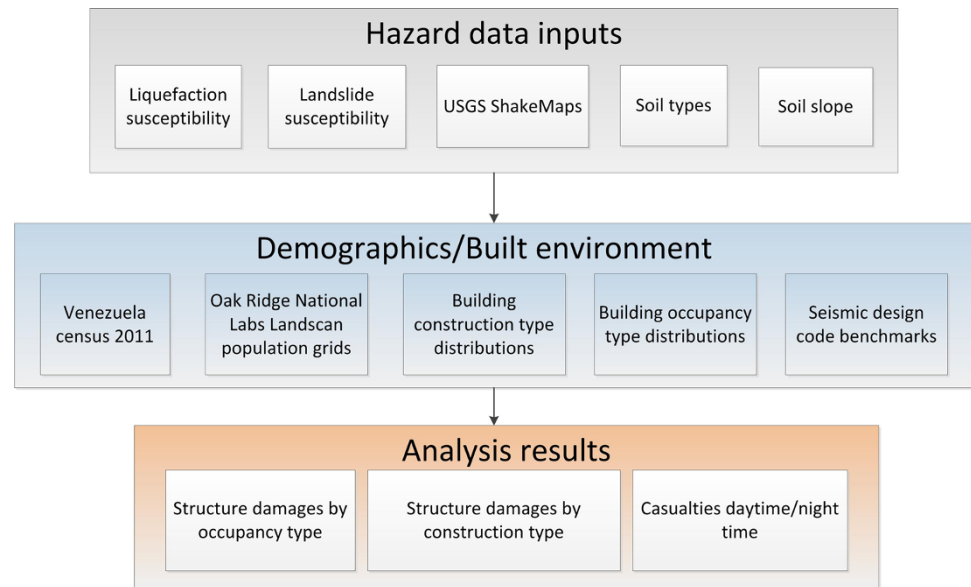 Hazard data inputs
Liquefaction
susceptibility
Landslide
susceptibility
USGS ShakeMaps
Soil types
Soil slope
Demographics/Built environment
Venezuela
census 2011
Oak Ridge National
Labs Landscan
population grids
Building
construction type
distributions
Building occupancy
type distributions
Seismic design
code benchmarks
Analysis results
Structure damages by
occupancy type
Structure damages by
construction type
Casualties daytime/night
time